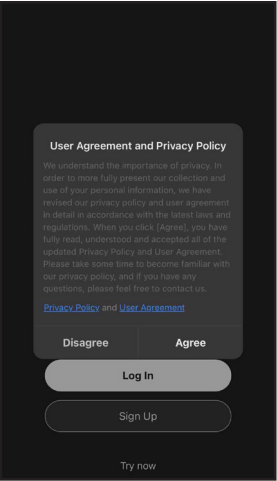 User Agreement and Privacy Policy
We understand the importance of privacy. In
order to more fully present our collection and
use of your personal information, we have
revised our privacy policy and user agreement
in detail in accordance with the latest laws and
regulations. When you click [Agree], you have
fully read, understood and accepted all of the
updated Privacy Policy and User Agreement.
Please take some time to become familiar with
our privacy policy, and if you have any
questions, please feel free to contact us.
Privacy Policy and User Agreement
Disagree Agree
Log In
Sign Up
Try now